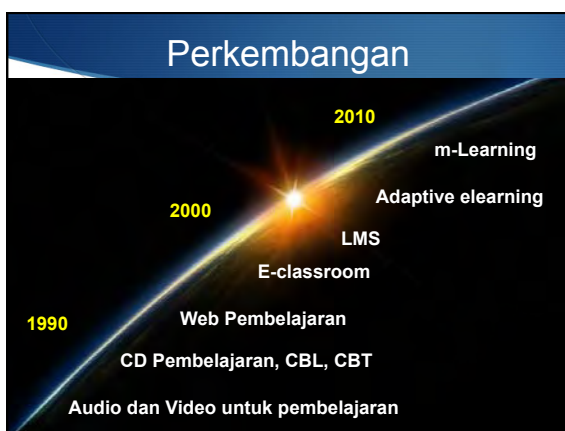 Perkembangan
2010
m-Learning
Adaptive elearning
2000
LMS
E-classroom
1990
Web Pembelajaran
CD Pembelajaran, CBL, CBT
Audio dan Video untuk pembelajaran